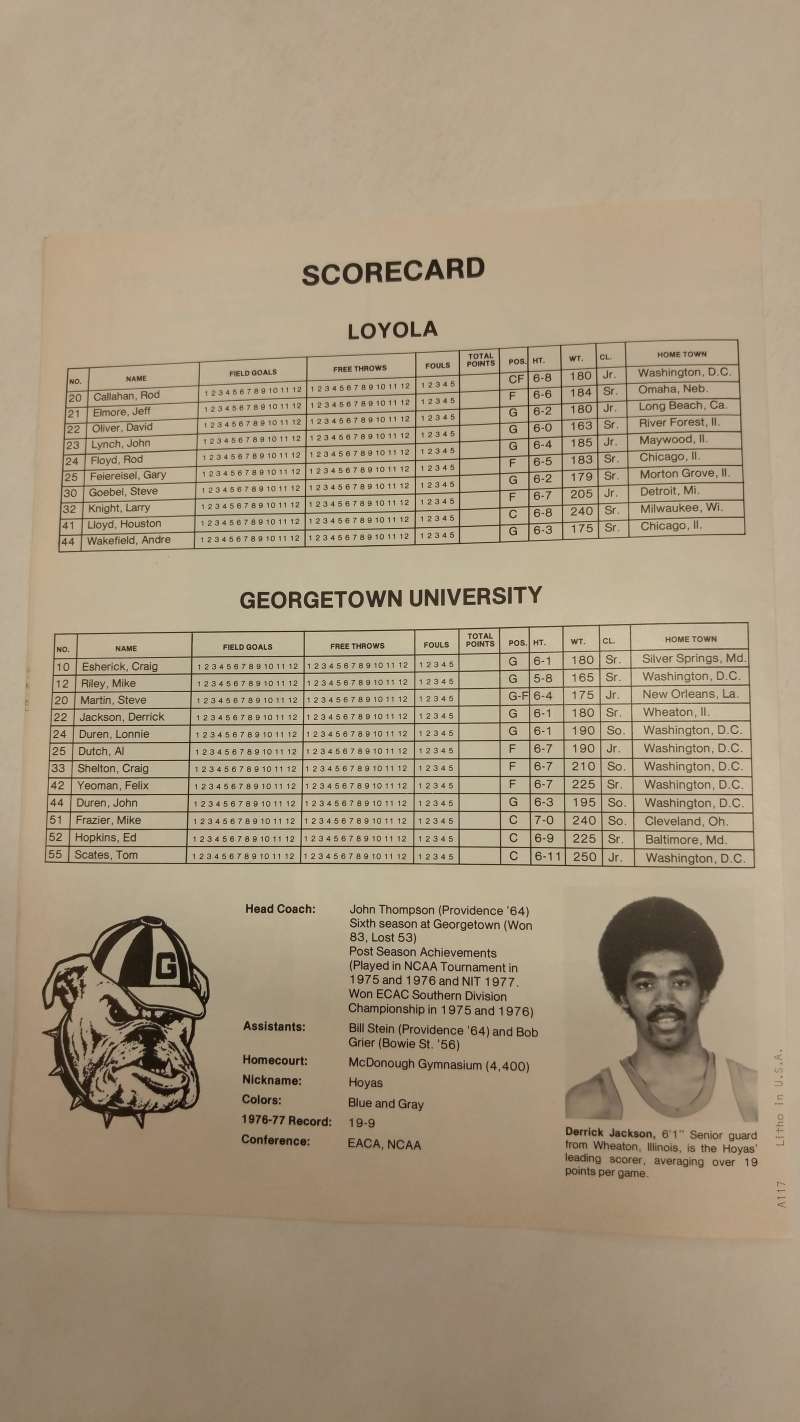 SCORECARD
LOYOLA
NO. NAME FIELD GOALS FREE THROWS FOULS TOTAL POINTS POS. HT. WT. CL. HOME TOWN
20 Callahan, Rod 1 2 3 4 5 6 7 8 9 10 11 12 1 2 3 4 5 6 7 8 9 10 11 12 1 2 3 4 5 CF 6-8 180 Jr. Washington, D.C.
21 Elmore, Jeff 1 2 3 4 5 6 7 8 9 10 11 12 1 2 3 4 5 6 7 8 9 10 11 12 1 2 3 4 5 F 6-6 184 Sr. Omaha, Neb.
22 Oliver, David 1 2 3 4 5 6 7 8 9 10 11 12 1 2 3 4 5 6 7 8 9 10 11 12 1 2 3 4 5 G 6-2 180 Jr. Long Beach, Ca.
23 Lynch, John 1 2 3 4 5 6 7 8 9 10 11 12 1 2 3 4 5 6 7 8 9 10 11 12 1 2 3 4 5 G 6-0 163 Sr. River Forest, Il.
24 Floyd, Rod 1 2 3 4 5 6 7 8 9 10 11 12 1 2 3 4 5 6 7 8 9 10 11 12 1 2 3 4 5 G 6-4 185 Jr. Maywood, Il.
25 Feiereisel, Gary 1 2 3 4 5 6 7 8 9 10 11 12 1 2 3 4 5 6 7 8 9 10 11 12 1 2 3 4 5 F 6-5 183 Sr. Chicago, Il.
30 Goebel, Steve 1 2 3 4 5 6 7 8 9 10 11 12 1 2 3 4 5 6 7 8 9 10 11 12 1 2 3 4 5 G 6-2 179 Sr. Morton Grove, Il.
32 Knight, Larry 1 2 3 4 5 6 7 8 9 10 11 12 1 2 3 4 5 6 7 8 9 10 11 12 1 2 3 4 5 F 6-7 205 Jr. Detroit, Mi.
41 Lloyd, Houston 1 2 3 4 5 6 7 8 9 10 11 12 1 2 3 4 5 6 7 8 9 10 11 12 1 2 3 4 5 C 6-8 240 Sr. Milwaukee, Wi.
44 Wakefield, Andre 1 2 3 4 5 6 7 8 9 10 11 12 1 2 3 4 5 6 7 8 9 10 11 12 1 2 3 4 5 G 6-3 175 Sr. Chicago, Il.
GEORGETOWN UNIVERSITY
NO. NAME FIELD GOALS FREE THROWS FOULS TOTAL POINTS POS. HT. WT. CL. HOME TOWN
10 Esherick, Craig 1 2 3 4 5 6 7 8 9 10 11 12 1 2 3 4 5 6 7 8 9 10 11 12 1 2 3 4 5 G 6-1 180 Sr. Silver Springs, Md.
12 Riley, Mike 1 2 3 4 5 6 7 8 9 10 11 12 1 2 3 4 5 6 7 8 9 10 11 12 1 2 3 4 5 G 5-8 165 Sr. Washington, D.C.
20 Martin, Steve 1 2 3 4 5 6 7 8 9 10 11 12 1 2 3 4 5 6 7 8 9 10 11 12 1 2 3 4 5 G-F 6-4 175 Jr. New Orleans, La.
22 Jackson, Derrick 1 2 3 4 5 6 7 8 9 10 11 12 1 2 3 4 5 6 7 8 9 10 11 12 1 2 3 4 5 G 6-1 180 Sr. Wheaton, Il.
24 Duren, Lonnie 1 2 3 4 5 6 7 8 9 10 11 12 1 2 3 4 5 6 7 8 9 10 11 12 1 2 3 4 5 G 6-1 190 So. Washington, D.C.
25 Dutch, Al 1 2 3 4 5 6 7 8 9 10 11 12 1 2 3 4 5 6 7 8 9 10 11 12 1 2 3 4 5 F 6-7 190 Jr. Washington, D.C.
33 Shelton, Craig 1 2 3 4 5 6 7 8 9 10 11 12 1 2 3 4 5 6 7 8 9 10 11 12 1 2 3 4 5 F 6-7 210 So. Washington, D.C.
42 Yeoman, Felix 1 2 3 4 5 6 7 8 9 10 11 12 1 2 3 4 5 6 7 8 9 10 11 12 1 2 3 4 5 F 6-7 225 Sr. Washington, D.C.
44 Duren, John 1 2 3 4 5 6 7 8 9 10 11 12 1 2 3 4 5 6 7 8 9 10 11 12 1 2 3 4 5 G 6-3 195 So. Washington, D.C.
51 Frazier, Mike 1 2 3 4 5 6 7 8 9 10 11 12 1 2 3 4 5 6 7 8 9 10 11 12 1 2 3 4 5 C 7-0 240 So. Cleveland, Oh.
52 Hopkins, Ed 1 2 3 4 5 6 7 8 9 10 11 12 1 2 3 4 5 6 7 8 9 10 11 12 1 2 3 4 5 C 6-9 225 Sr. Baltimore, Md.
55 Scates, Tom 1 2 3 4 5 6 7 8 9 10 11 12 1 2 3 4 5 6 7 8 9 10 11 12 1 2 3 4 5 C 6-11 250 Jr. Washington, D.C.
G
Head Coach: John Thompson (Providence '64)
Sixth season at Georgetown (Won
83, Lost 53)
Post Season Achievements
(Played in NCAA Tournament in
1975 and 1976 and NIT 1977.
Won ECAC Southern Division
Championship in 1975 and 1976)
Assistants: Bill Stein (Providence '64) and Bob
Grier (Bowie St. '56)
Homecourt: McDonough Gymnasium (4,400)
Nickname: Hoyas
Colors: Blue and Gray
1976-77 Record: 19-9
Conference: EACA, NCAA
Derrick Jackson, 6'1" Senior guard
from Wheaton, Illinois, is the Hoyas'
leading scorer, averaging over 19
points per game.
A117 Litho in U.S.A.